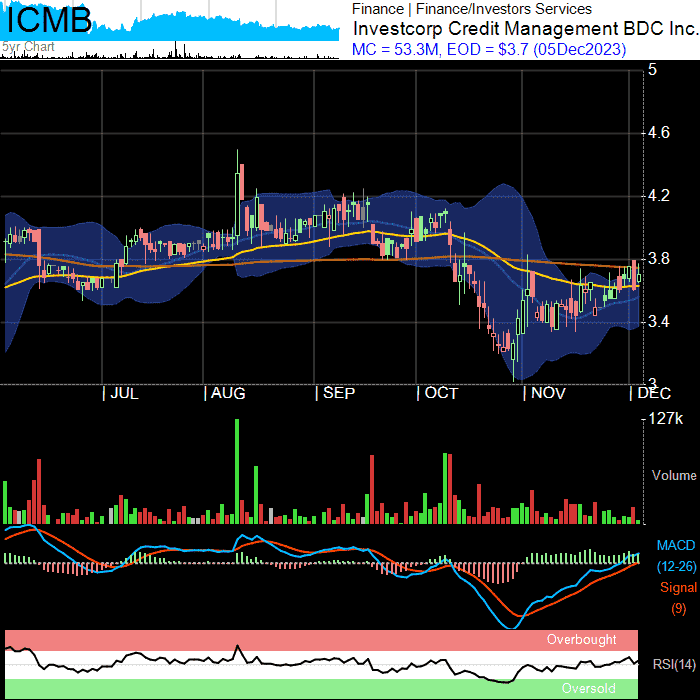 ICMB
5yr Chart
Finance | Finance/Investors Services
Investcorp Credit Management BDC Inc.
MC = 53.3M, EOD = $3.7 (05Dec2023)
5
4.6
4.2
3.8
3.4
3
JUL
AUG
SEP
OCT
NOV
DEC
127k
Volume
MACD
(12-26)
Signal
(9)
Overbought
RSI(14)
Oversold